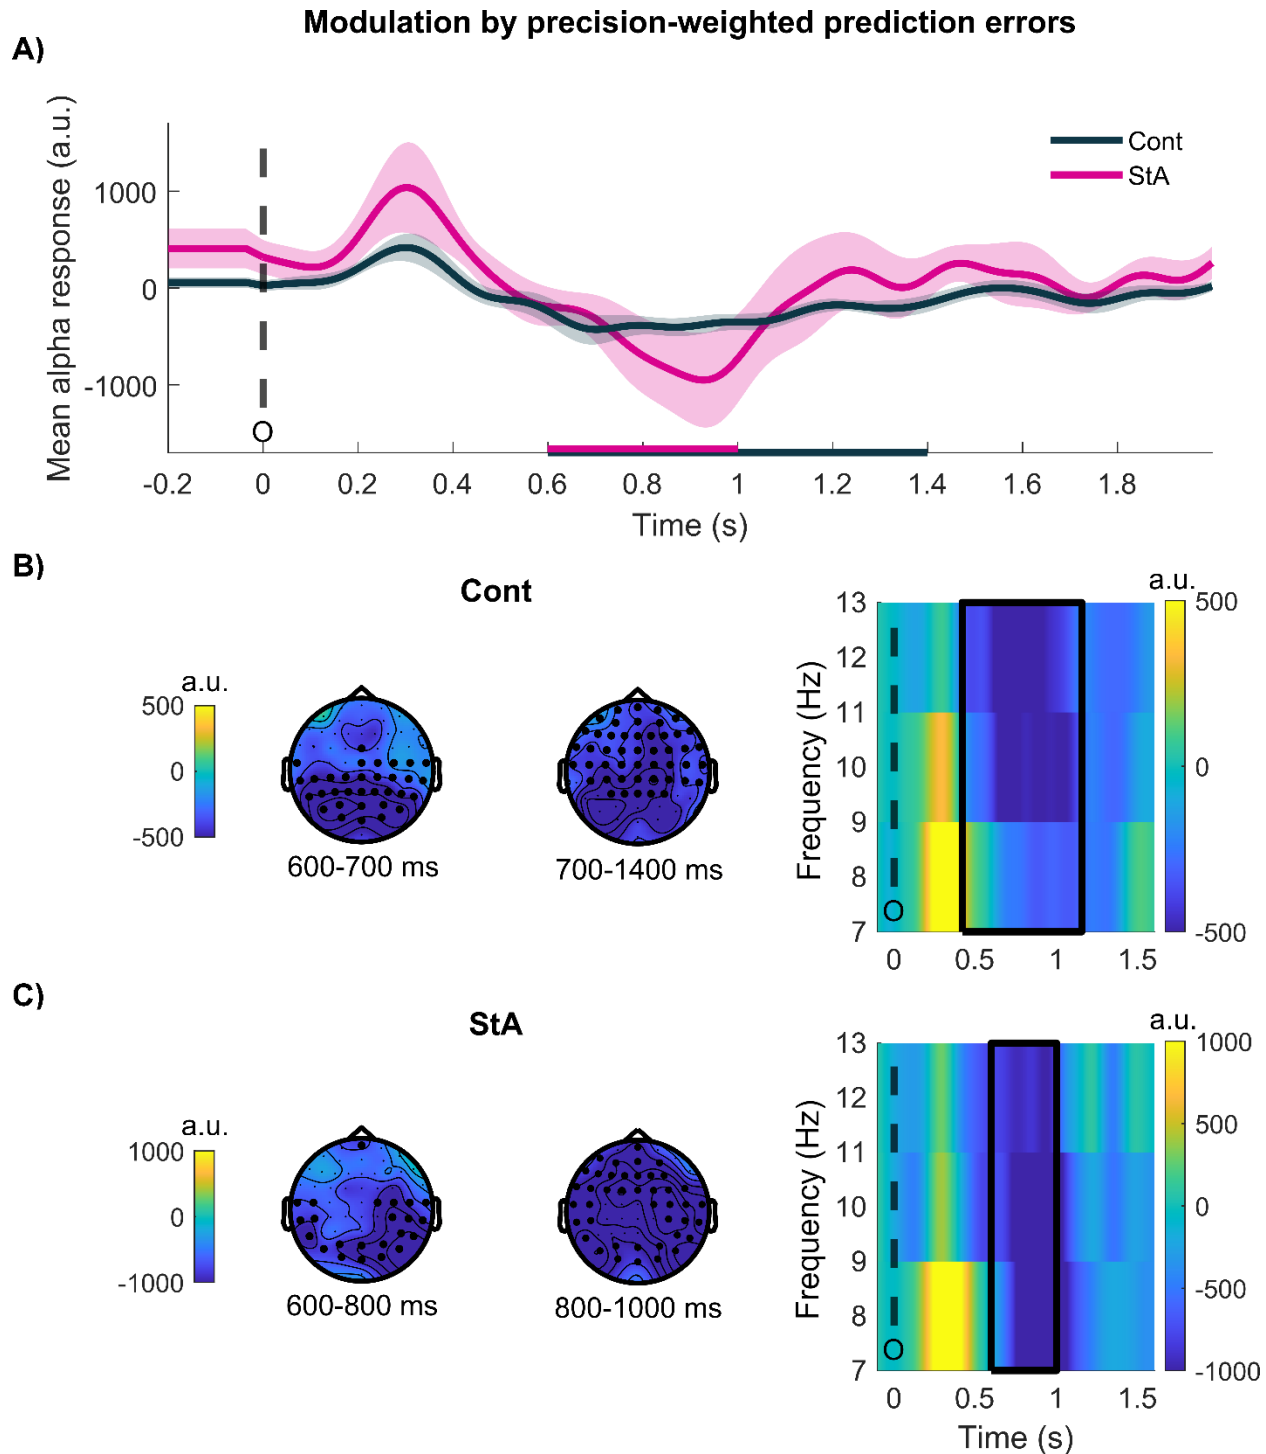 Modulation by precision-weighted prediction errors
A)
Mean alpha response (a.u.)
Cont
StA
1000
0
-1000
O
-0.2 0 0.2 0.4 0.6 0.8 1 1.2 1.4 1.6 1.8
Time (s)
B)
Cont
a.u.
500
0
-500
600-700 ms
700-1400 ms
Frequency (Hz)
13
12
11
10
9
8
7
O
0 0.5 1 1.5
a.u.
500
0
-500
C)
StA
a.u.
1000
0
-1000
600-800 ms
800-1000 ms
Frequency (Hz)
13
12
11
10
9
8
7
O
0 0.5 1 1.5
Time (s)
a.u.
1000
500
0
-500
-1000